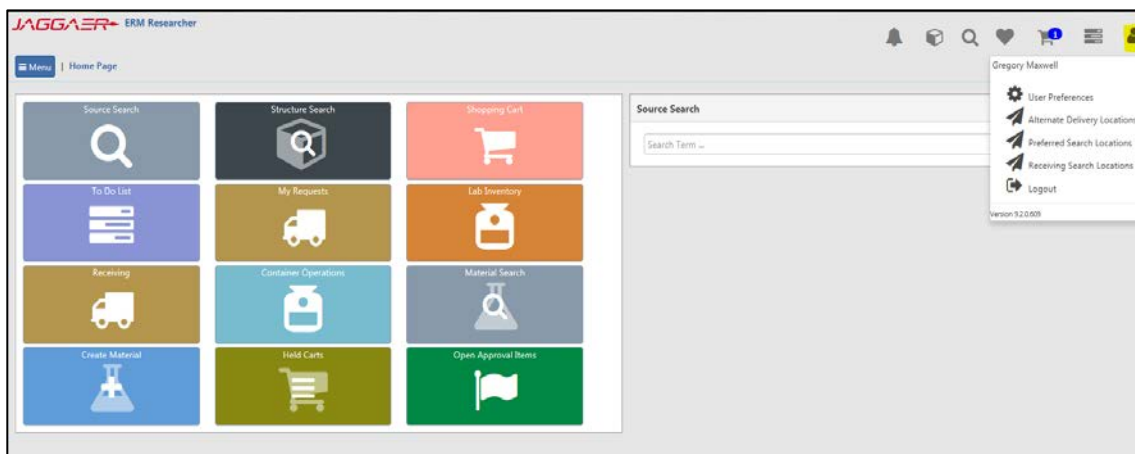 JAGGAER ERM Researcher
1
Menu | Home Page
Gregory Maxwell
User Preferences
Alternate Delivery Locations
Preferred Search Locations
Receiving Search Locations
Logout
Version 9.2.0.609
Source Search
Structure Search
Shopping Cart
To Do List
My Requests
Lab Inventory
Receiving
Container Operations
Material Search
Create Material
Held Carts
Open Approval Items
Source Search
Search Term ...